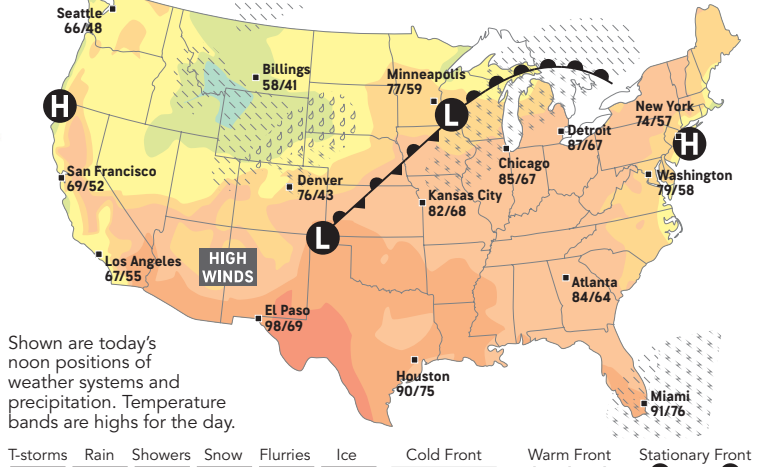 Seattle
66/48
Billings
58/41
Minneapolis
77/59
H
L
New York
74/57
Detroit
87/67
H
Chicago
85/67
San Francisco
69/52
Denver
76/43
Washington
79/58
Kansas City
82/68
L
Los Angeles
67/55
HIGH
WINDS
Atlanta
84/64
El Paso
98/69
Shown are today's
noon positions of
weather systems and
precipitation. Temperature
bands are highs for the day.
Houston
90/75
Miami
91/76
T-storms Rain Showers Snow Flurries Ice Cold Front Warm Front Stationary Front